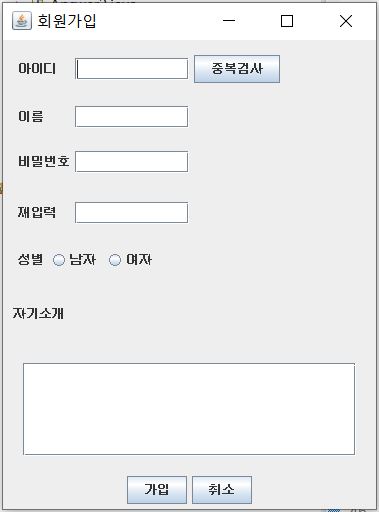 회원가입
아이디 중복검사
이름
비밀번호
재입력
성별 남자 여자
자기소개
가입 취소